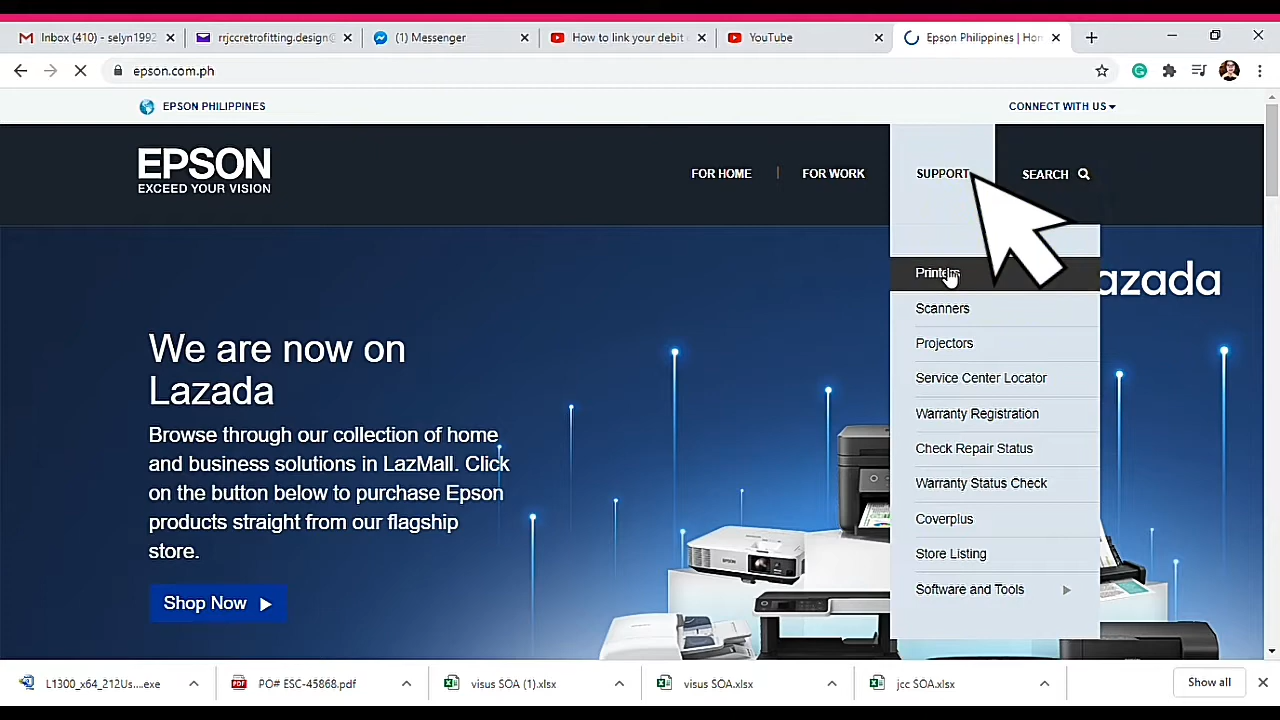 Inbox (410) - selyn1992
rrjccretrofitting.design@
(1) Messenger
How to link your debit
YouTube
Epson Philippines | Hom
epson.com.ph
EPSON PHILIPPINES
CONNECT WITH US
EPSON
EXCEED YOUR VISION
FOR HOME
FOR WORK
SUPPORT
SEARCH
Printers
Scanners
Projectors
Service Center Locator
Warranty Registration
Check Repair Status
Warranty Status Check
Coverplus
Store Listing
Software and Tools
azada
We are now on
Lazada
Browse through our collection of home
and business solutions in LazMall. Click
on the button below to purchase Epson
products straight from our flagship
store.
Shop Now
L1300_x64_212Us....exe
PO# ESC-45868.pdf
visus SOA (1).xlsx
visus SOA.xlsx
jcc SOA.xlsx
Show all